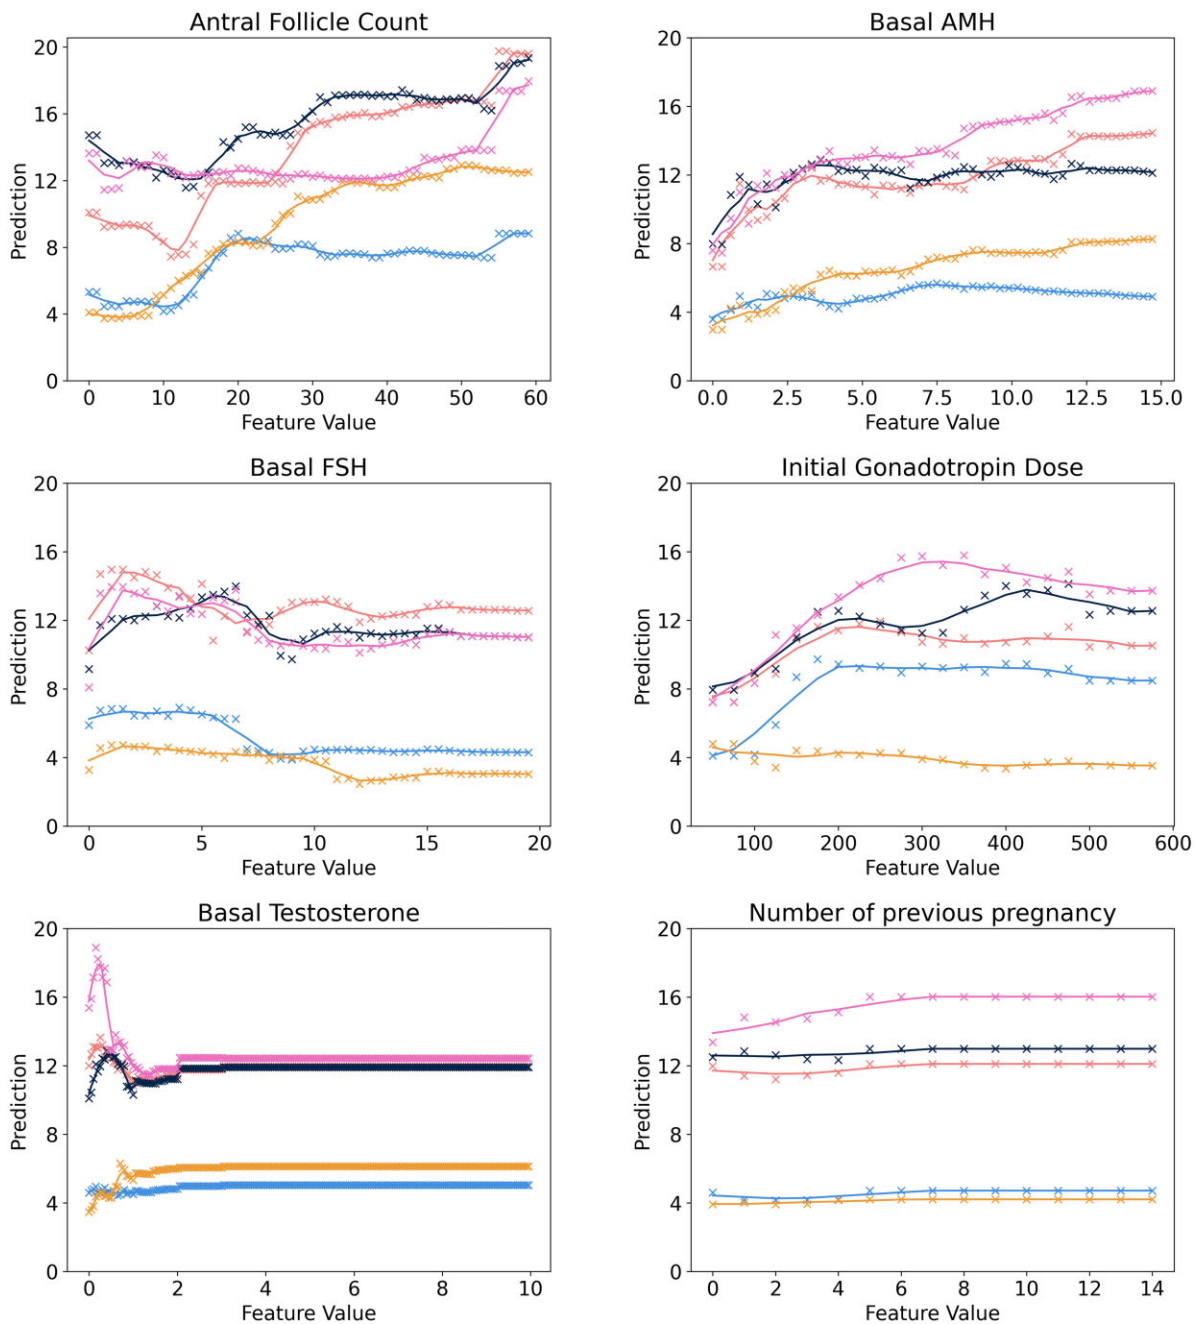 Antral Follicle Count
Prediction
20
16
12
8
4
0
0 10 20 30 40 50 60
Feature Value
Basal AMH
Prediction
20
16
12
8
4
0
0.0 2.5 5.0 7.5 10.0 12.5 15.0
Feature Value
Basal FSH
Prediction
20
16
12
8
4
0
0 5 10 15 20
Feature Value
Initial Gonadotropin Dose
Prediction
20
16
12
8
4
0
100 200 300 400 500 600
Feature Value
Basal Testosterone
Prediction
20
16
12
8
4
0
0 2 4 6 8 10
Feature Value
Number of previous pregnancy
Prediction
20
16
12
8
4
0
0 2 4 6 8 10 12 14
Feature Value